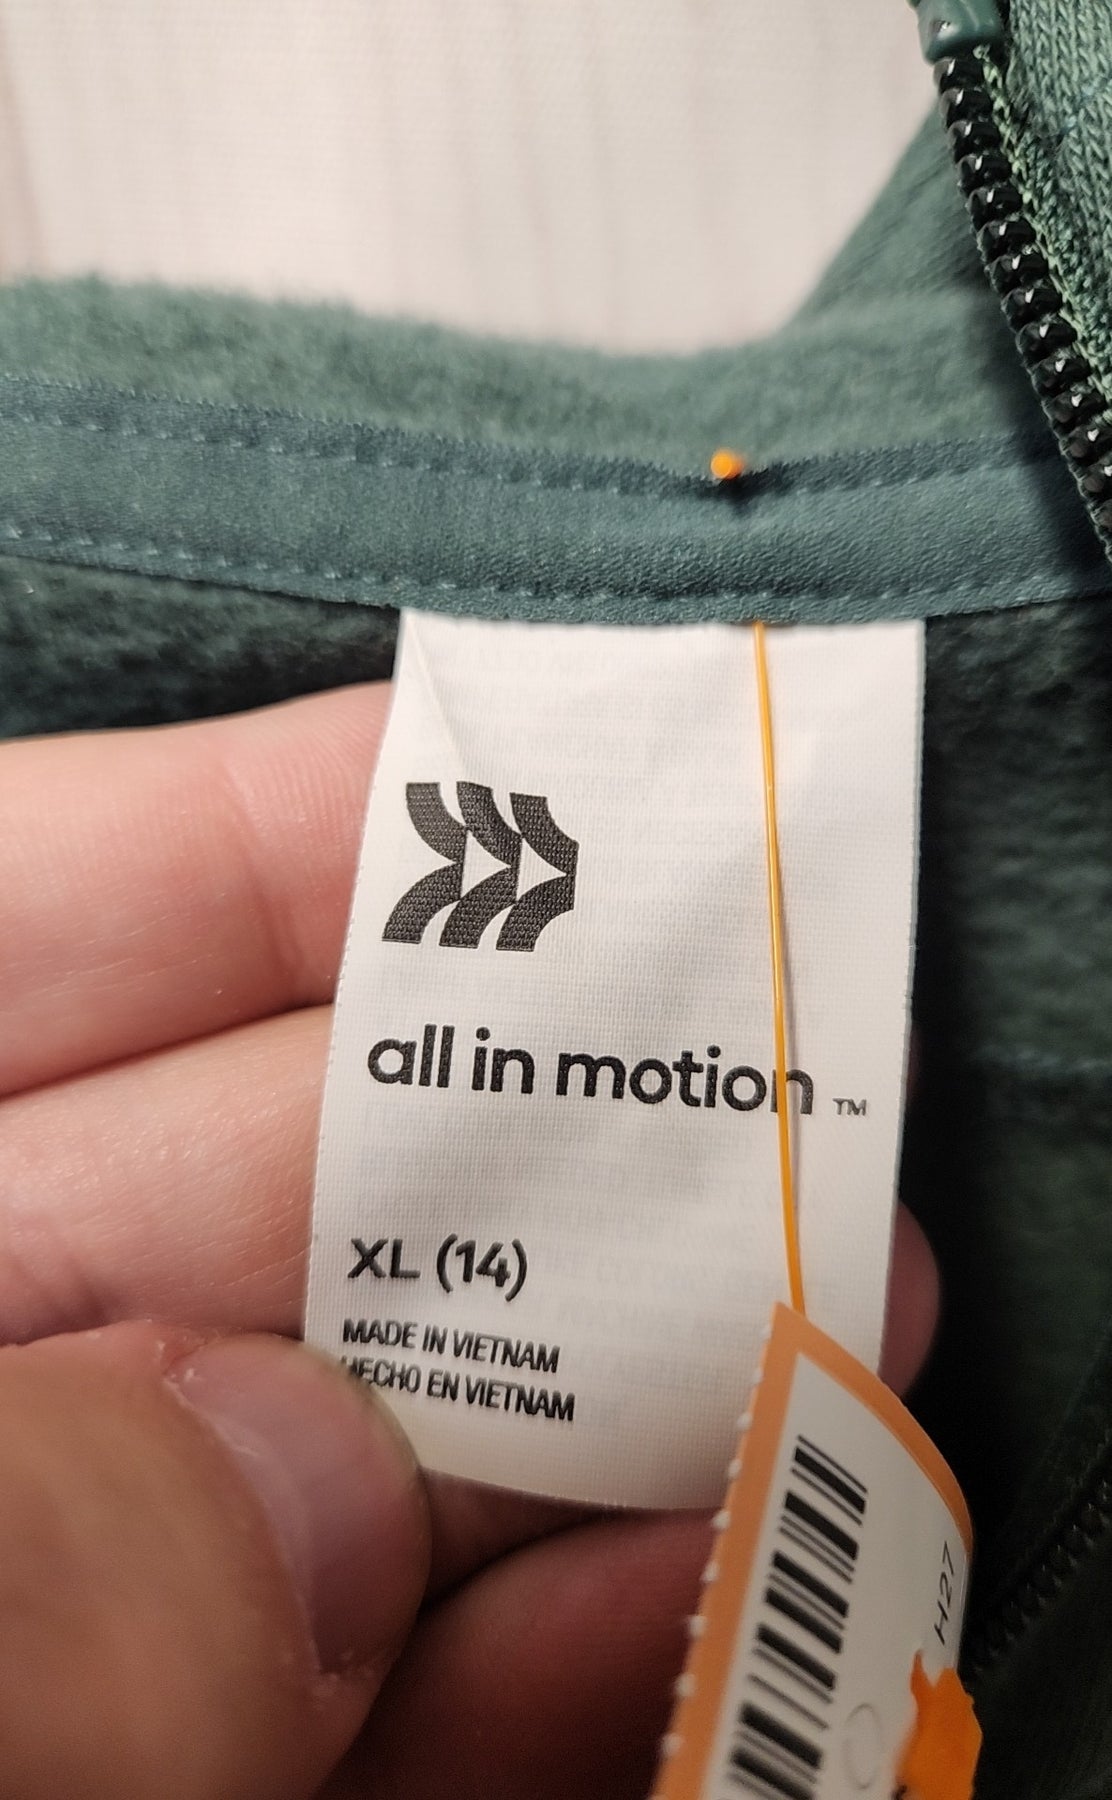 all in motion ™
XL (14)
MADE IN VIETNAM
HECHO EN VIETNAM
H27